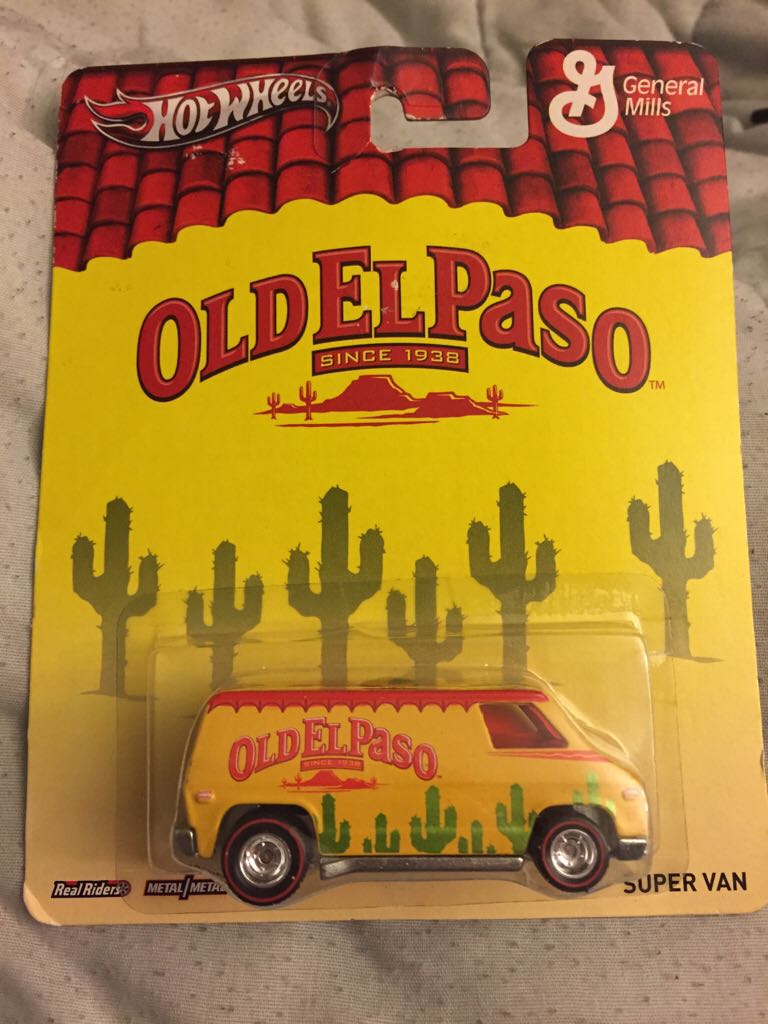 HOT WHEELS
General
Mills
OLD EL PASO
SINCE 1938
TM
OLD EL PASO
SINCE 1938
Real Riders
METAL/META
SUPER VAN